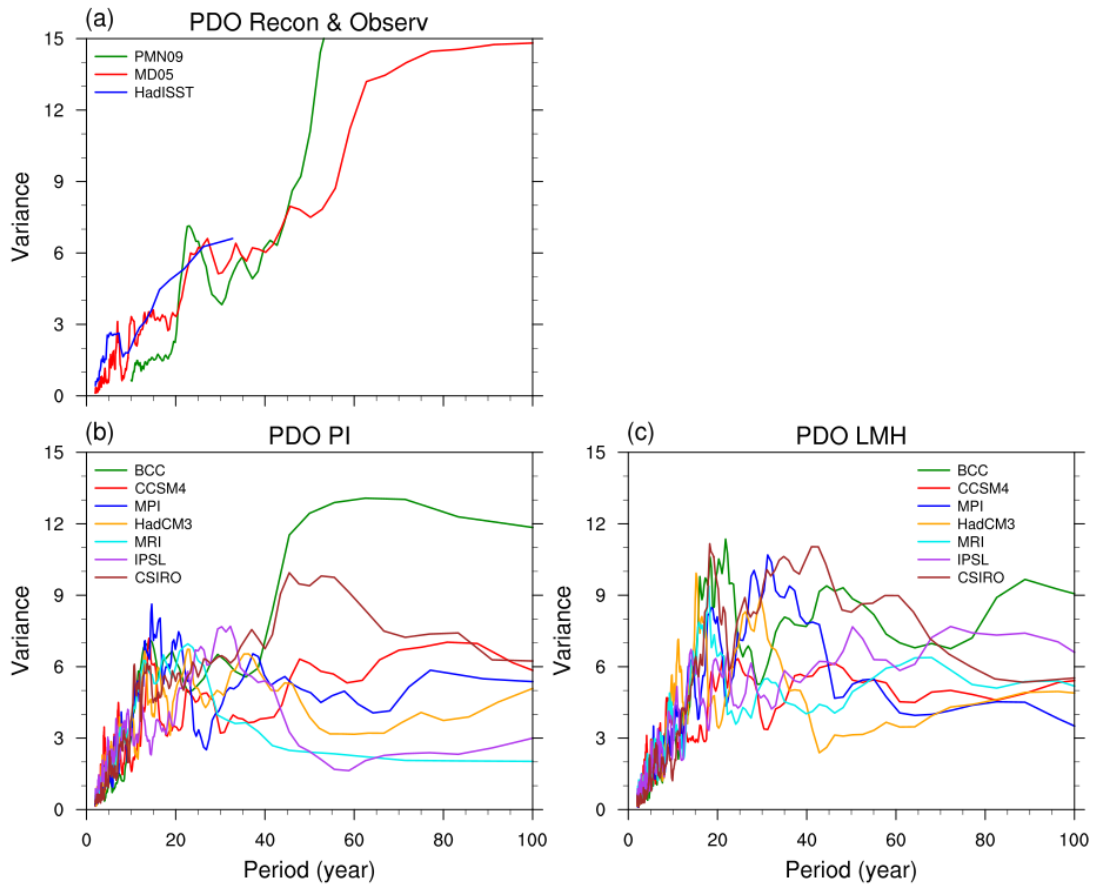 (a)
PDO Recon & Observ
15
12
9
6
3
0
Variance
PMN09
MD05
HadISST
(b)
PDO PI
15
12
9
6
3
0
Variance
BCC
CCSM4
MPI
HadCM3
MRI
IPSL
CSIRO
0 20 40 60 80 100
Period (year)
(c)
PDO LMH
15
12
9
6
3
0
Variance
BCC
CCSM4
MPI
HadCM3
MRI
IPSL
CSIRO
0 20 40 60 80 100
Period (year)